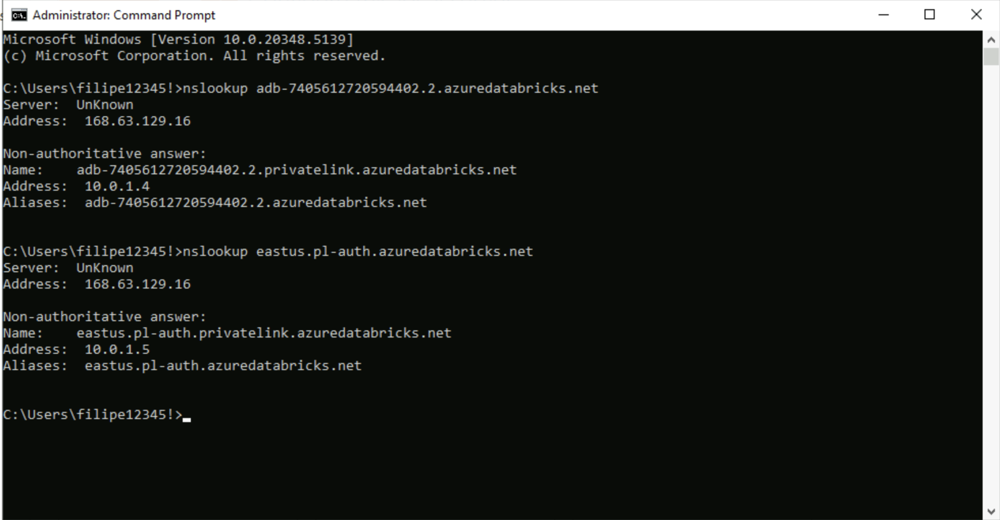 Administrator: Command Prompt
Microsoft Windows [Version 10.0.20348.5139]
(c) Microsoft Corporation. All rights reserved.
C:\Users\filipe12345!>nslookup adb-7405612720594402.2.azuredatabricks.net
Server:  UnKnown
Address:  168.63.129.16
Non-authoritative answer:
Name:    adb-7405612720594402.2.privatelink.azuredatabricks.net
Address:  10.0.1.4
Aliases:  adb-7405612720594402.2.azuredatabricks.net
C:\Users\filipe12345!>nslookup eastus.pl-auth.azuredatabricks.net
Server:  UnKnown
Address:  168.63.129.16
Non-authoritative answer:
Name:    eastus.pl-auth.privatelink.azuredatabricks.net
Address:  10.0.1.5
Aliases:  eastus.pl-auth.azuredatabricks.net
C:\Users\filipe12345!>